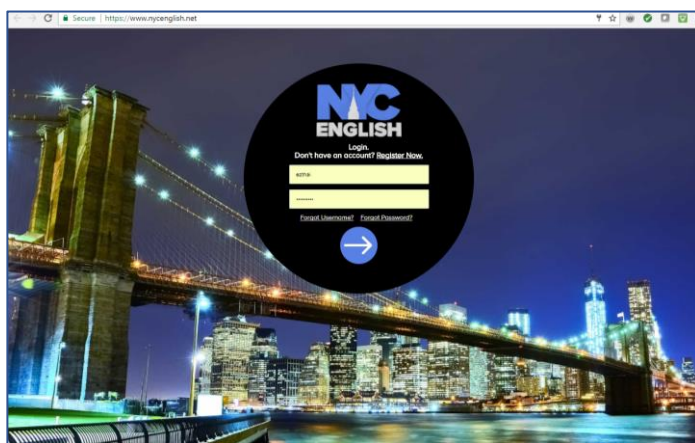 Secure | https://www.nycenglish.net
NYC
ENGLISH
Login.
Don't have an account? Register Now.
Forgot Username? Forgot Password?